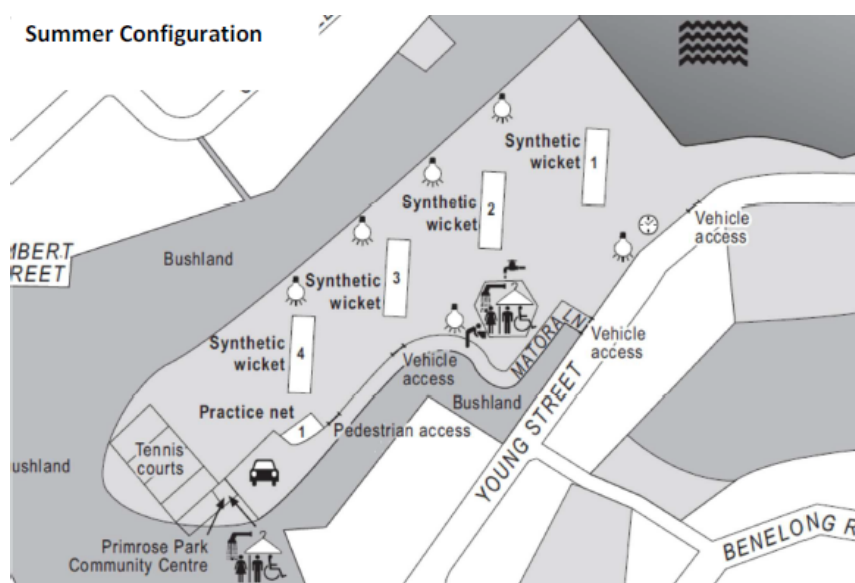 Summer Configuration
Synthetic
wicket
1
Synthetic
wicket
2
Vehicle
access
MBERT
REET
Bushland
Synthetic
wicket
3
Synthetic
wicket
4
MATORA LN
Vehicle
access
Vehicle
access
Bushland
YOUNG STREET
Practice net
1
Pedestrian access
Tennis
courts
ushland
BENELONG R
Primrose Park
Community Centre